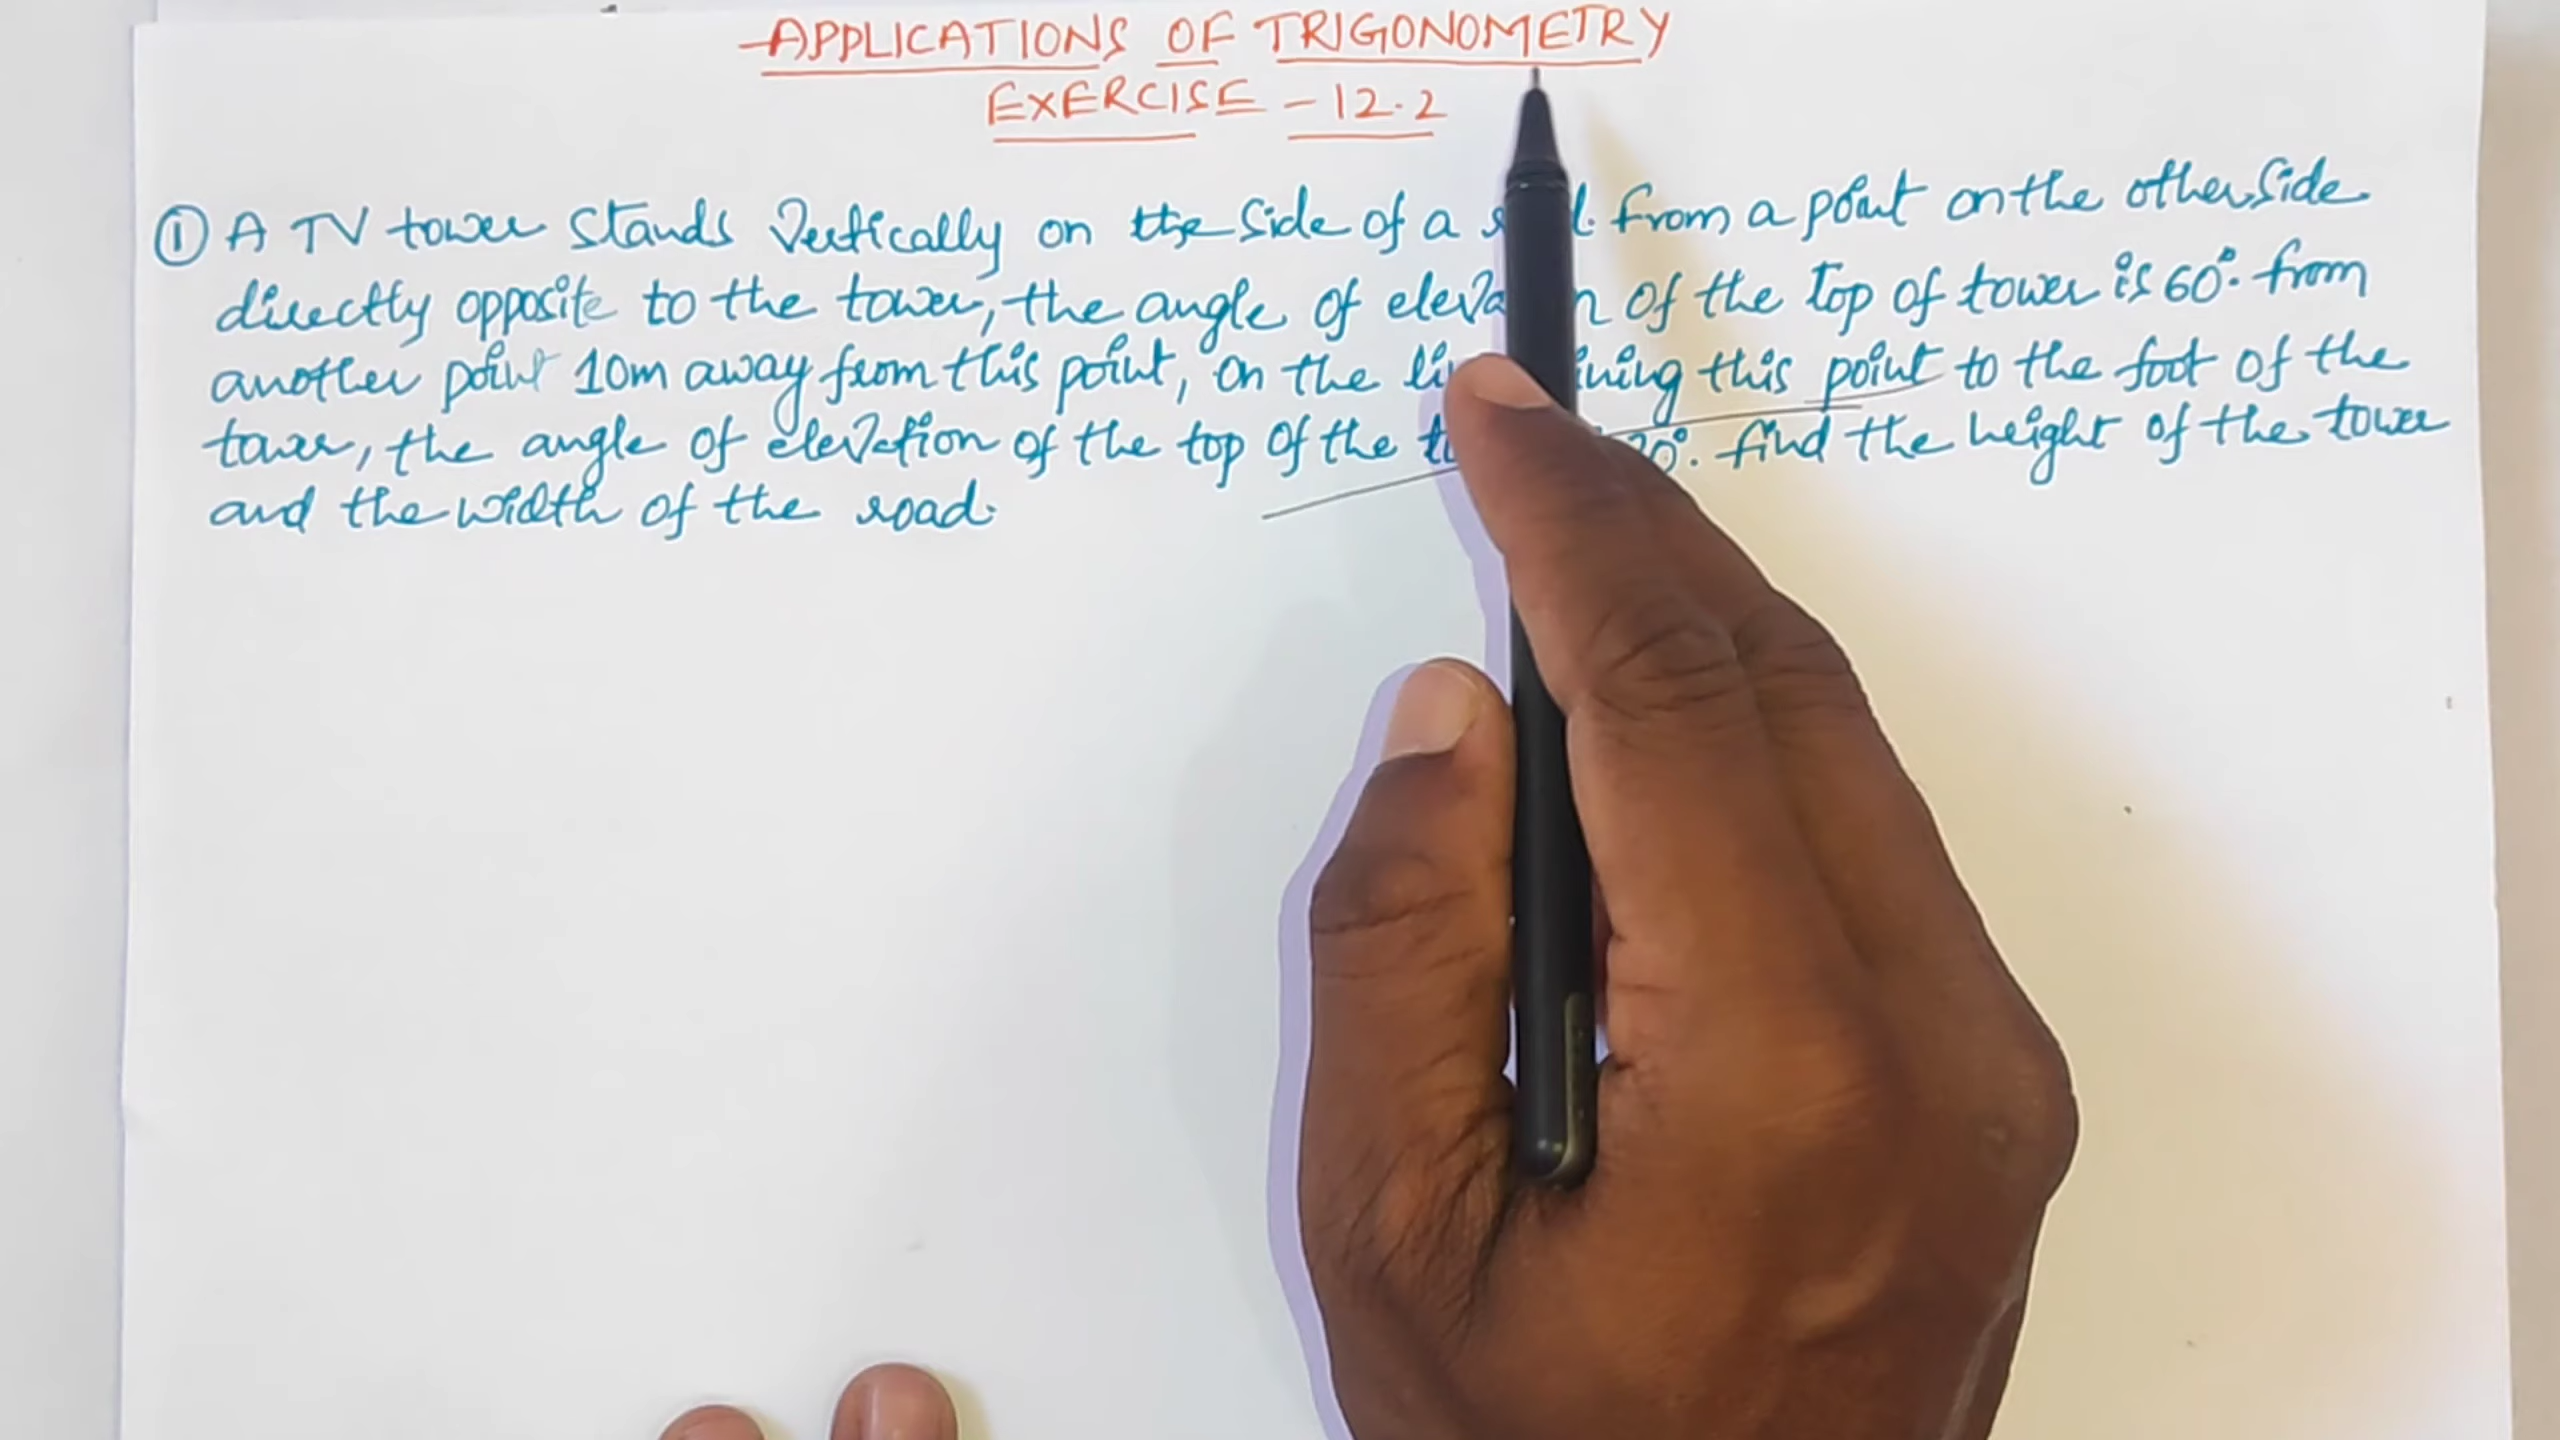 APPLICATIONS OF TRIGONOMETRY
EXERCISE - 12.2
① A TV tower stands vertically on the side of a from a point on the other side
directly opposite to the tower, the angle of of the top of tower is 60°. from
another point 10m away from this point, on the this point to the foot of the
tower, the angle of elevation of the top of the find the height of the tower
and the width of the road.